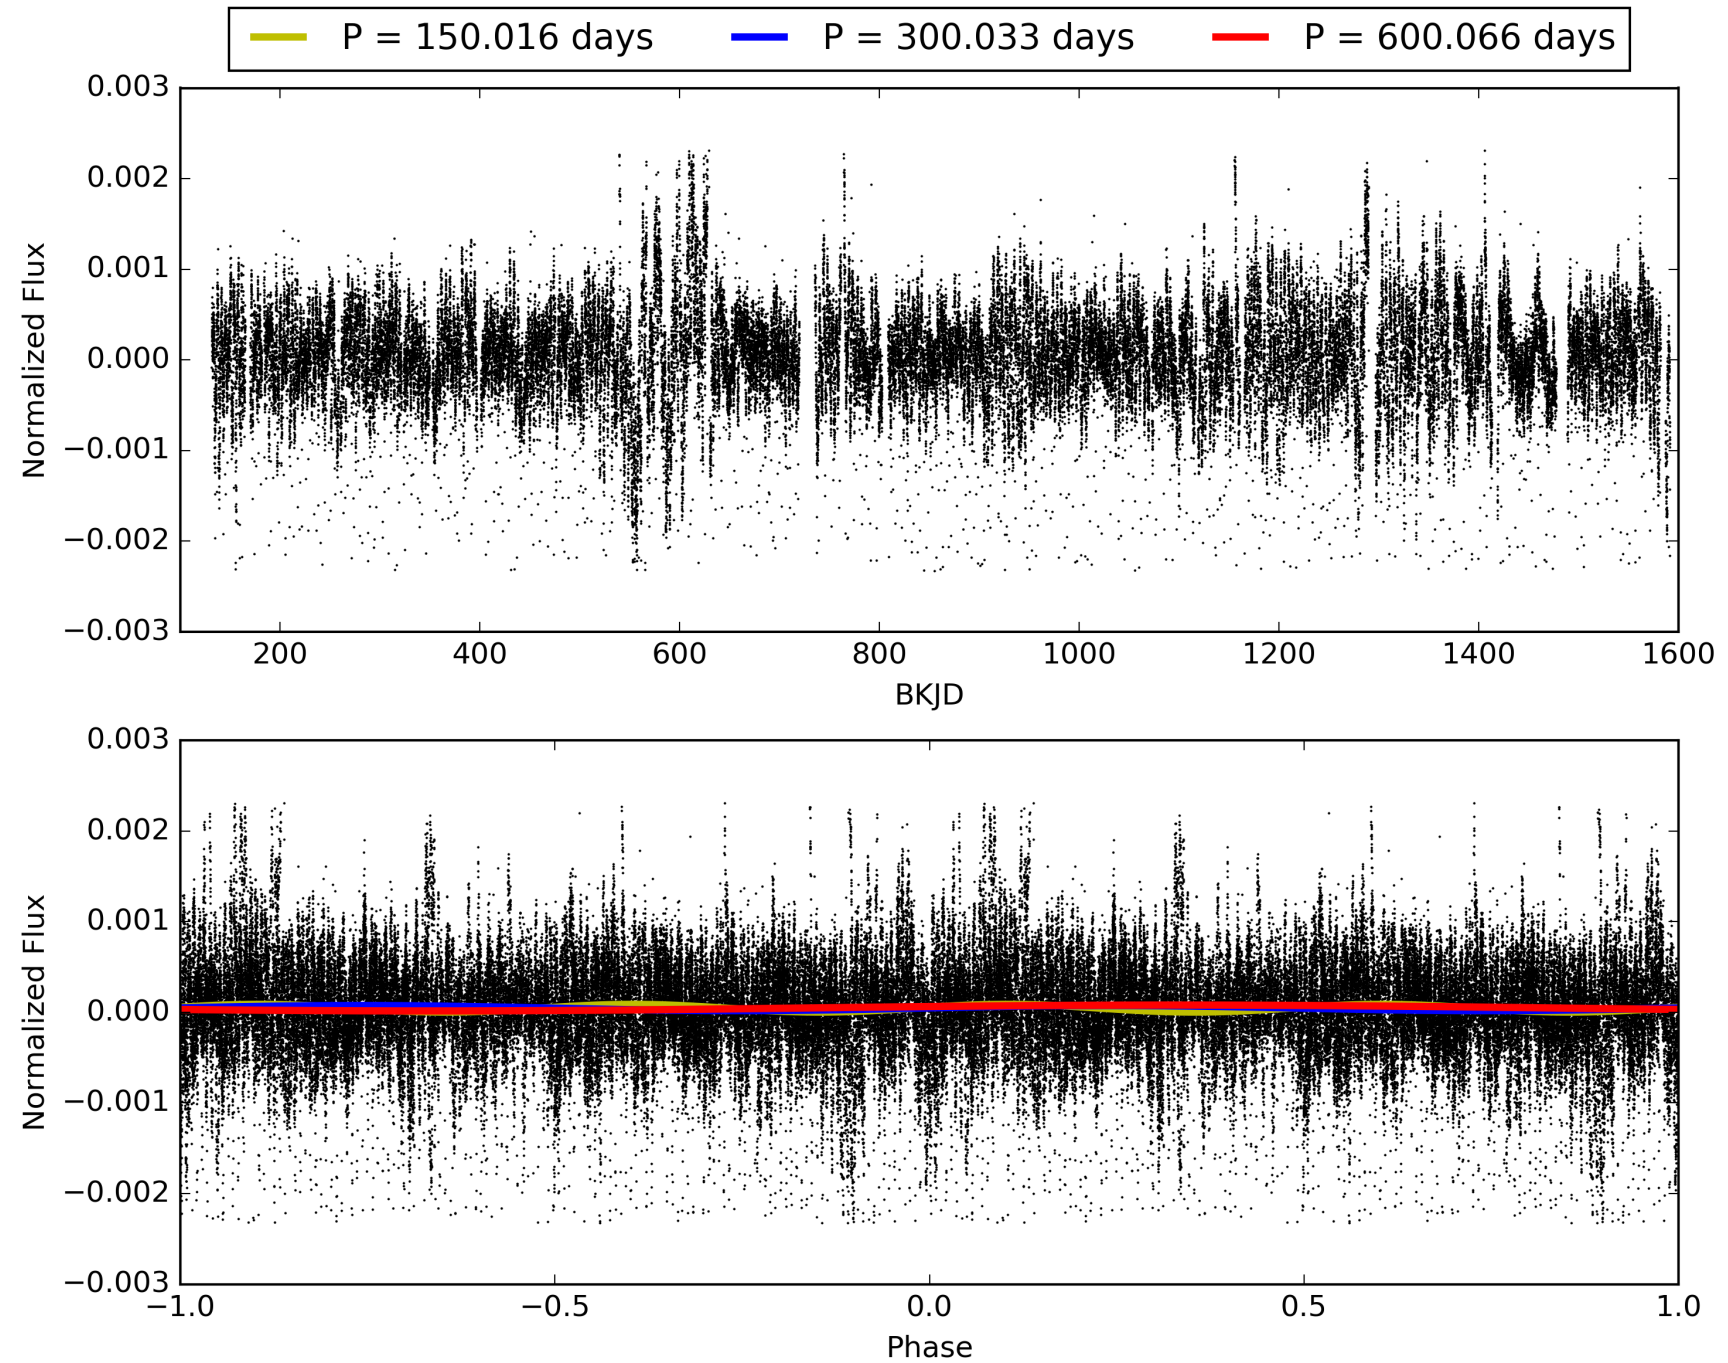 P = 150.016 days P = 300.033 days P = 600.066 days
0.003
0.002
0.001
0.000
−0.001
−0.002
−0.003
Normalized Flux
200 400 600 800 1000 1200 1400 1600
BKJD
0.003
0.002
0.001
0.000
−0.001
−0.002
−0.003
Normalized Flux
−1.0 −0.5 0.0 0.5 1.0
Phase